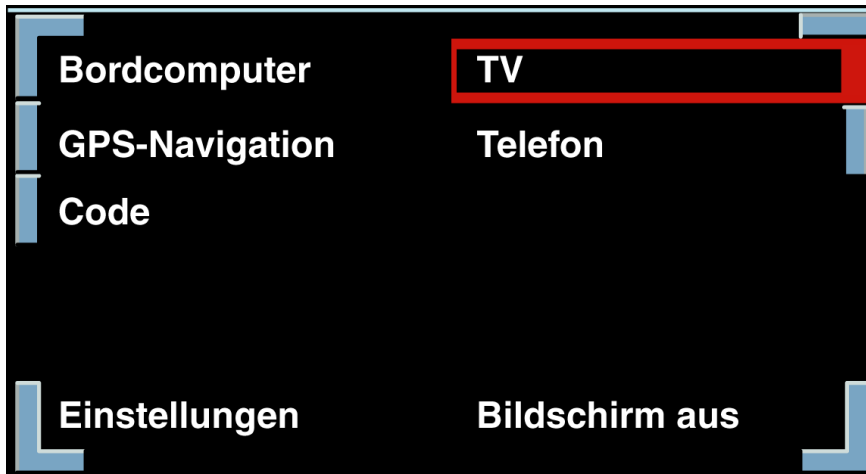 Bordcomputer TV
GPS-Navigation Telefon
Code
Einstellungen Bildschirm aus